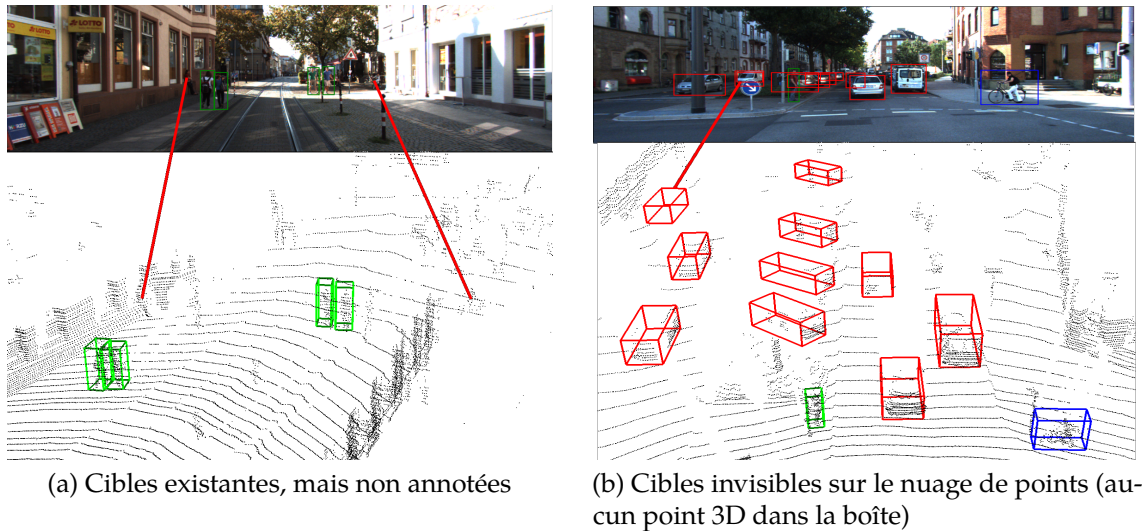 LOTTO
LOTTO
(a) Cibles existantes, mais non annotées
(b) Cibles invisibles sur le nuage de points (au-
cun point 3D dans la boîte)